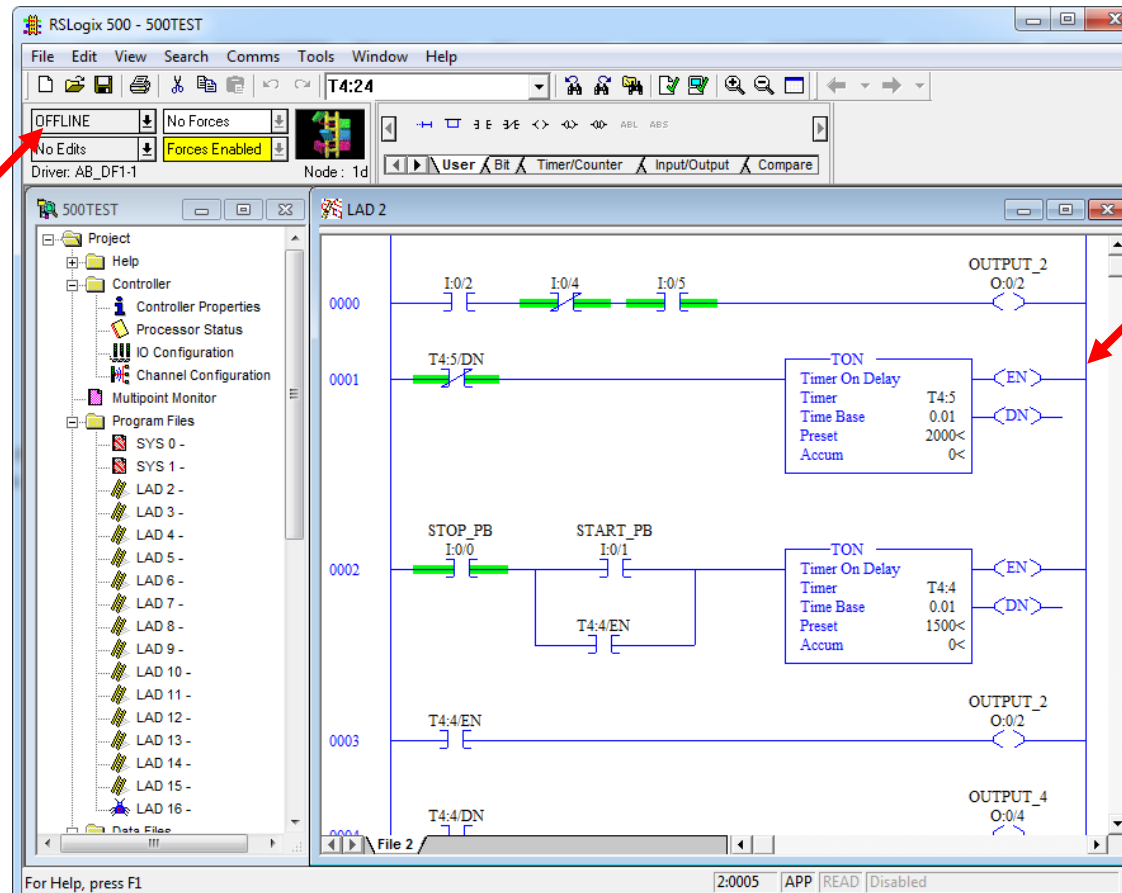 RSLogix 500 - 500TEST
File Edit View Search Comms Tools Window Help
T4:24
OFFLINE No Forces
No Edits Forces Enabled
Driver: AB_DF1-1 Node : 1d
ABL ABS
User Bit Timer/Counter Input/Output Compare
500TEST
Project
Help
Controller
Controller Properties
Processor Status
IO Configuration
Channel Configuration
Multipoint Monitor
Program Files
SYS 0 -
SYS 1 -
LAD 2 -
LAD 3 -
LAD 4 -
LAD 5 -
LAD 6 -
LAD 7 -
LAD 8 -
LAD 9 -
LAD 10 -
LAD 11 -
LAD 12 -
LAD 13 -
LAD 14 -
LAD 15 -
LAD 16 -
Data Files
LAD 2
OUTPUT_2
I:0/2 I:0/4 I:0/5 O:0/2
0000
T4:5/DN
0001
TON
Timer On Delay
Timer T4:5
Time Base 0.01
Preset 2000<
Accum 0<
EN
DN
STOP_PB START_PB
I:0/0 I:0/1
0002
T4:4/EN
TON
Timer On Delay
Timer T4:4
Time Base 0.01
Preset 1500<
Accum 0<
EN
DN
OUTPUT_2
T4:4/EN O:0/2
0003
OUTPUT_4
T4:4/DN O:0/4
0004
File 2
For Help, press F1 2:0005 APP READ Disabled